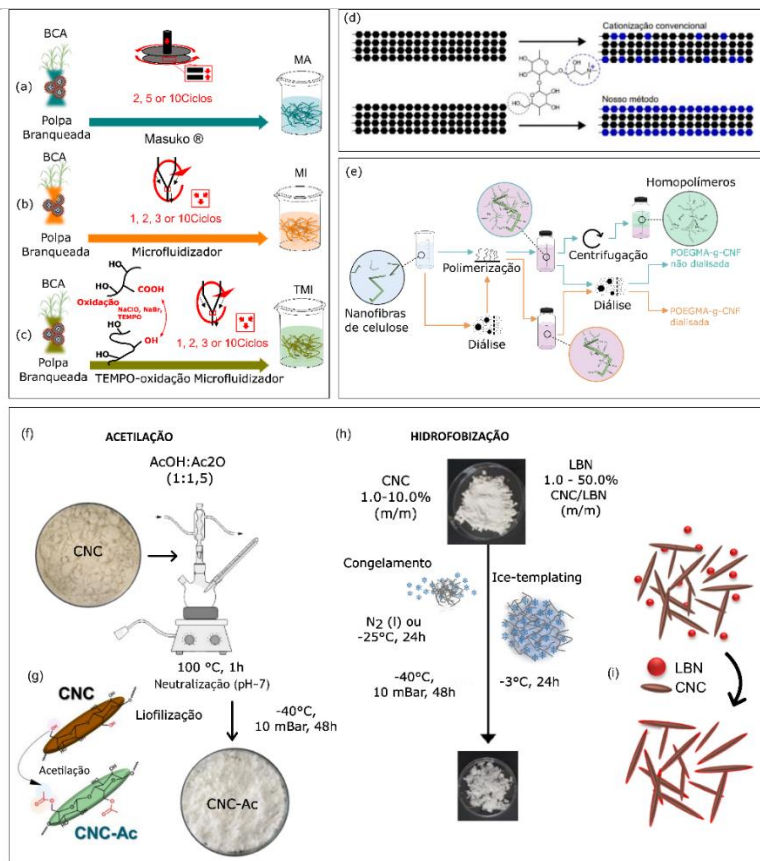 (a)
BCA
Polpa
Branqueada
2, 5 or 10Ciclos
Masuko ®
MA
(b)
BCA
Polpa
Branqueada
1, 2, 3 or 10Ciclos
Microfluidizador
MI
(c)
BCA
Polpa
Branqueada
COOH
Oxidação
NaClO, NaBr,
TEMPO
OH
1, 2, 3 or 10Ciclos
TEMPO-oxidação Microfluidizador
TMI
(d)
Cationização convencional
Nosso método
(e)
Nanofibras
de celulose
Polimerização
Diálise
Centrifugação
Homopolímeros
POEGMA-g-CNF
não dialisada
Diálise
POEGMA-g-CNF
dialisada
(f)
ACETILAÇÃO
AcOH:Ac2O
(1:1,5)
CNC
100 °C, 1h
Neutralização (pH~7)
Liofilização
-40°C,
10 mBar, 48h
CNC-Ac
(g)
CNC
Acetilação
CNC-Ac
(h)
HIDROFOBIZAÇÃO
CNC
1.0-10.0%
(m/m)
LBN
1.0 - 50.0%
CNC/LBN
(m/m)
Congelamento
N2 (l) ou
-25°C, 24h
Ice-templating
-3°C, 24h
-40°C,
10 mBar, 48h
(i)
LBN
CNC